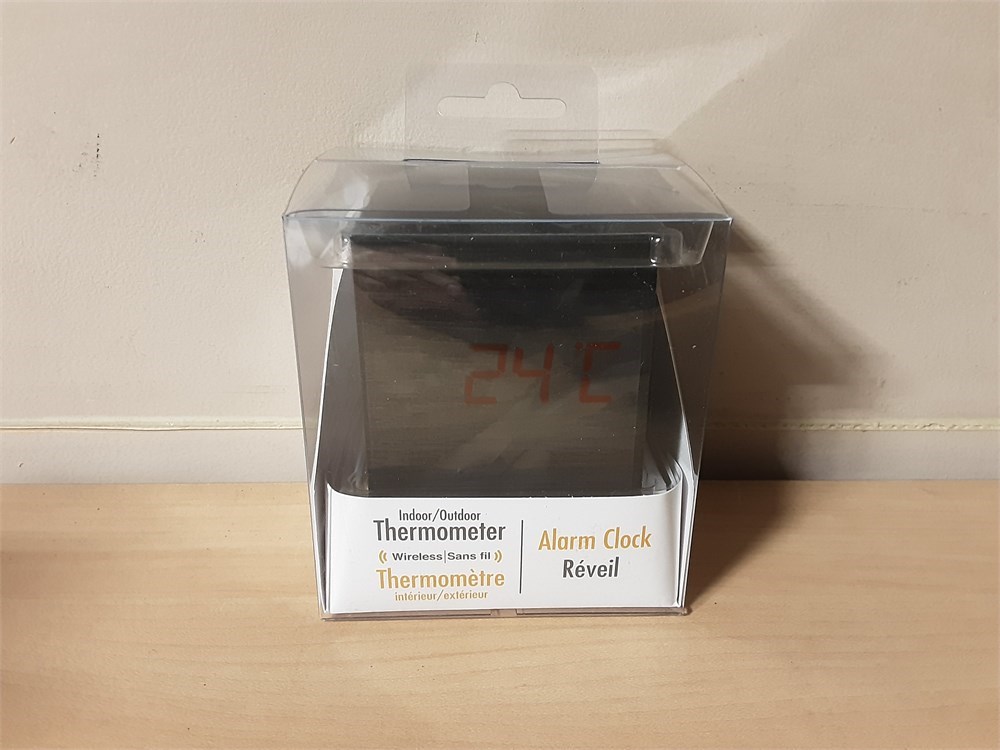 24°C
Indoor/Outdoor
Thermometer
Wireless|Sans fil
Thermomètre
intérieur/extérieur
Alarm Clock
Réveil